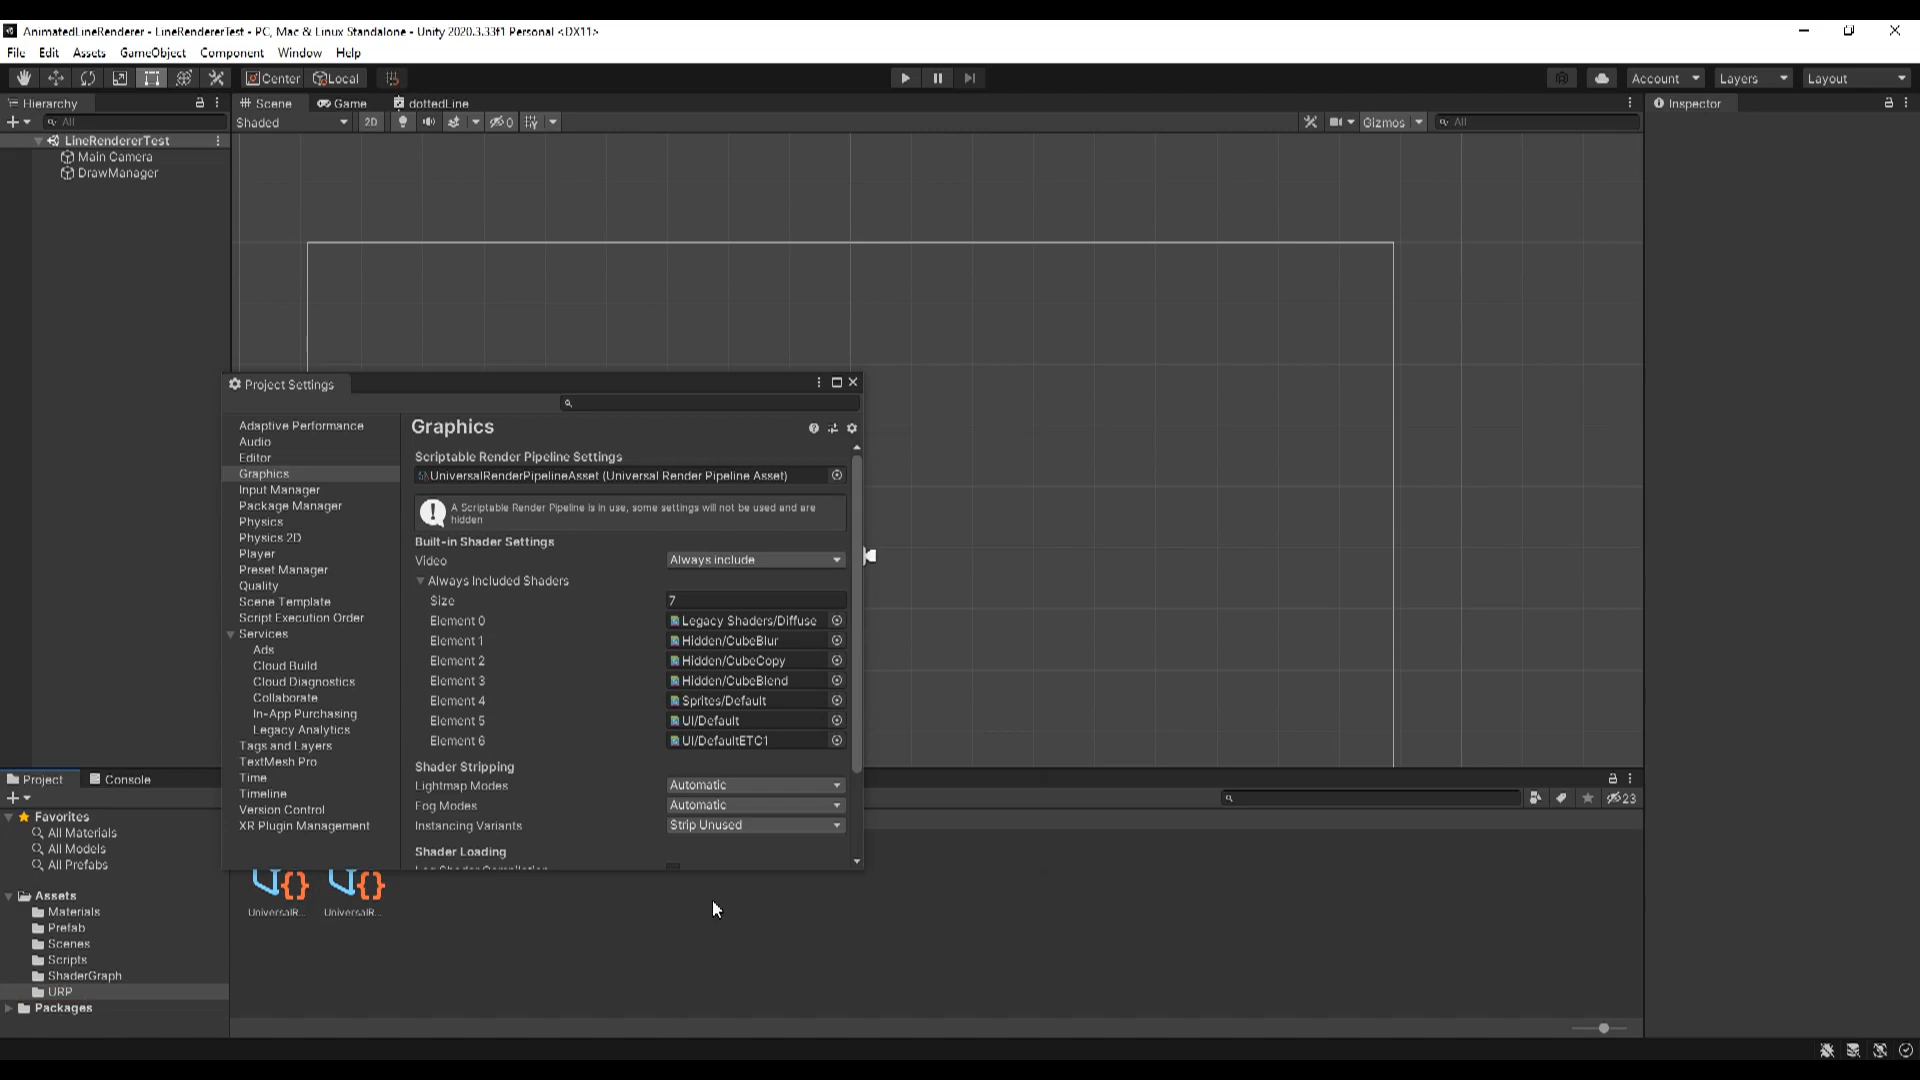 AnimatedLineRenderer - LineRendererTest - PC, Mac & Linux Standalone - Unity 2020.3.33f1 Personal <DX11>
File Edit Assets GameObject Component Window Help
Center Local Account Layers Layout
Hierarchy Scene Game dottedLine Inspector
All Shaded 2D 0 Gizmos All
LineRendererTest
Main Camera
DrawManager
Project Settings
Adaptive Performance
Audio
Editor
Graphics
Input Manager
Package Manager
Physics
Physics 2D
Player
Preset Manager
Quality
Scene Template
Script Execution Order
Services
Ads
Cloud Build
Cloud Diagnostics
Collaborate
In-App Purchasing
Legacy Analytics
Tags and Layers
TextMesh Pro
Time
Timeline
Version Control
XR Plugin Management
Graphics
Scriptable Render Pipeline Settings
UniversalRenderPipelineAsset (Universal Render Pipeline Asset)
A Scriptable Render Pipeline is in use, some settings will not be used and are
hidden
Built-in Shader Settings
Video Always include
Always Included Shaders
Size 7
Element 0 Legacy Shaders/Diffuse
Element 1 Hidden/CubeBlur
Element 2 Hidden/CubeCopy
Element 3 Hidden/CubeBlend
Element 4 Sprites/Default
Element 5 UI/Default
Element 6 UI/DefaultETC1
Shader Stripping
Lightmap Modes Automatic
Fog Modes Automatic
Instancing Variants Strip Unused
Shader Loading
Project Console
23
Favorites
All Materials
All Models
All Prefabs
Assets
Materials
Prefab
Scenes
Scripts
ShaderGraph
URP
Packages
UniversalR... UniversalR...